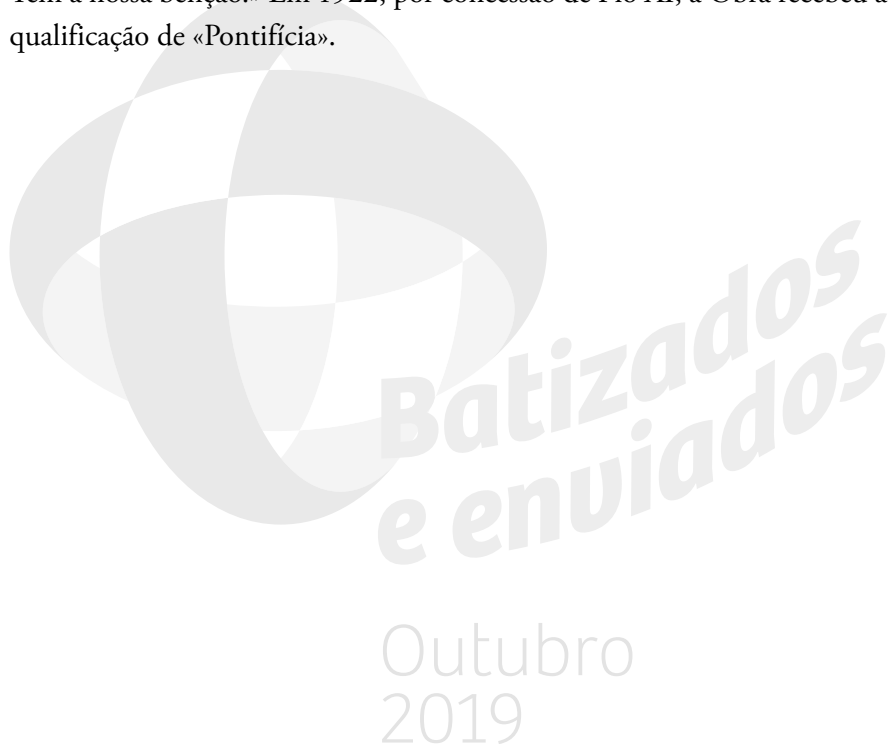 Tem a nossa bênção.» Em 1922, por concessão de Pio XI, a Obra recebeu a
qualificação de «Pontifícia».
Batizados
e enviados
Outubro
2019